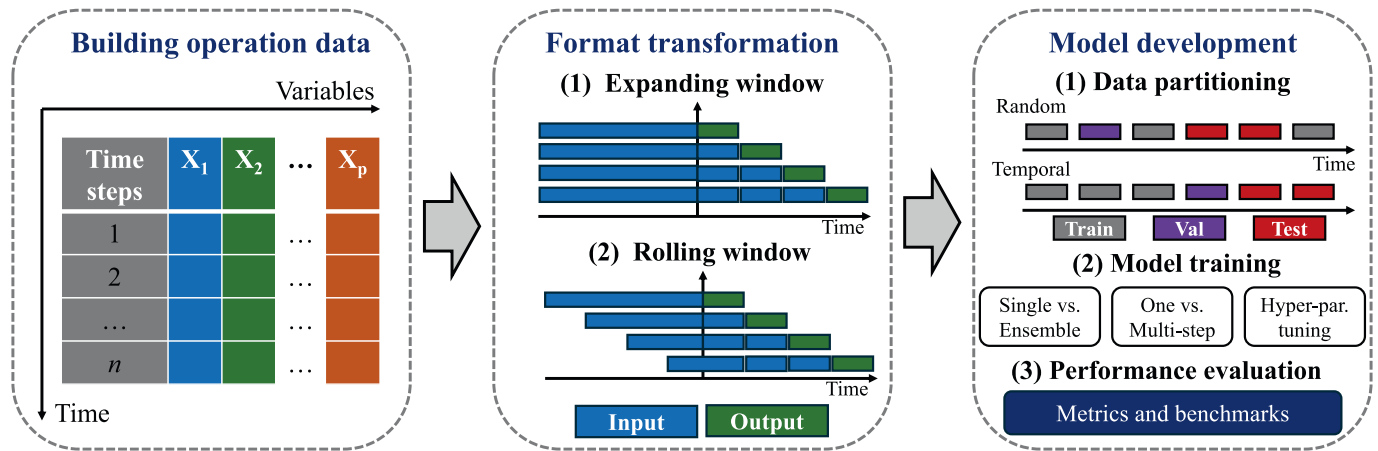 Building operation data
Variables
Time steps X1 X2 ... Xp
1 ...
2 ...
... ...
n ...
Time
Format transformation
(1) Expanding window
Time
(2) Rolling window
Time
Input Output
Model development
(1) Data partitioning
Random
Time
Temporal
Train Val Test
(2) Model training
Single vs. Ensemble
One vs. Multi-step
Hyper-par. tuning
(3) Performance evaluation
Metrics and benchmarks